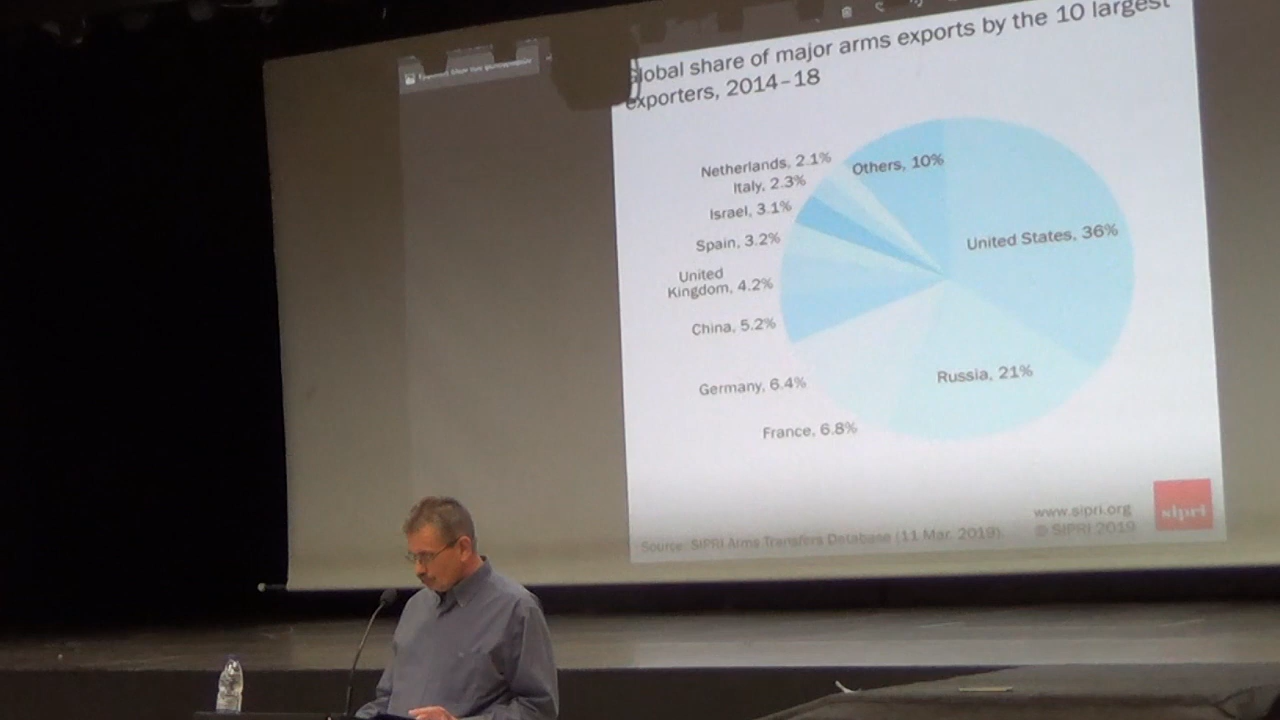 Global share of major arms exports by the 10 largest
exporters, 2014–18
Netherlands, 2.1%
Others, 10%
Italy, 2.3%
Israel, 3.1%
United States, 36%
Spain, 3.2%
United
Kingdom, 4.2%
China, 5.2%
Russia, 21%
Germany, 6.4%
France, 6.8%
www.sipri.org
© SIPRI 2019
sipri
Source: SIPRI Arms Transfers Database (11 Mar. 2019).